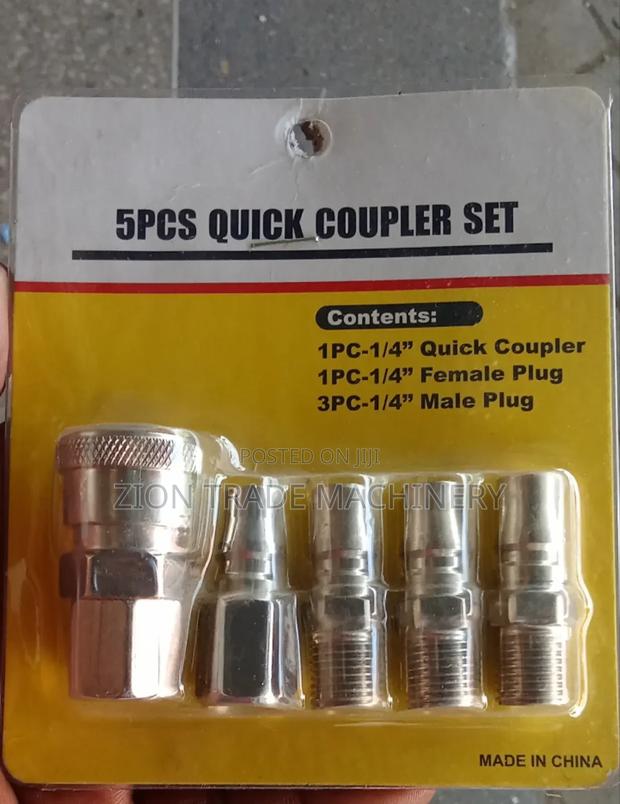 5PCS QUICK COUPLER SET
Contents:
1PC-1/4” Quick Coupler
1PC-1/4” Female Plug
3PC-1/4” Male Plug
POSTED ON JIJI
ZION TRADE MACHINERY
MADE IN CHINA